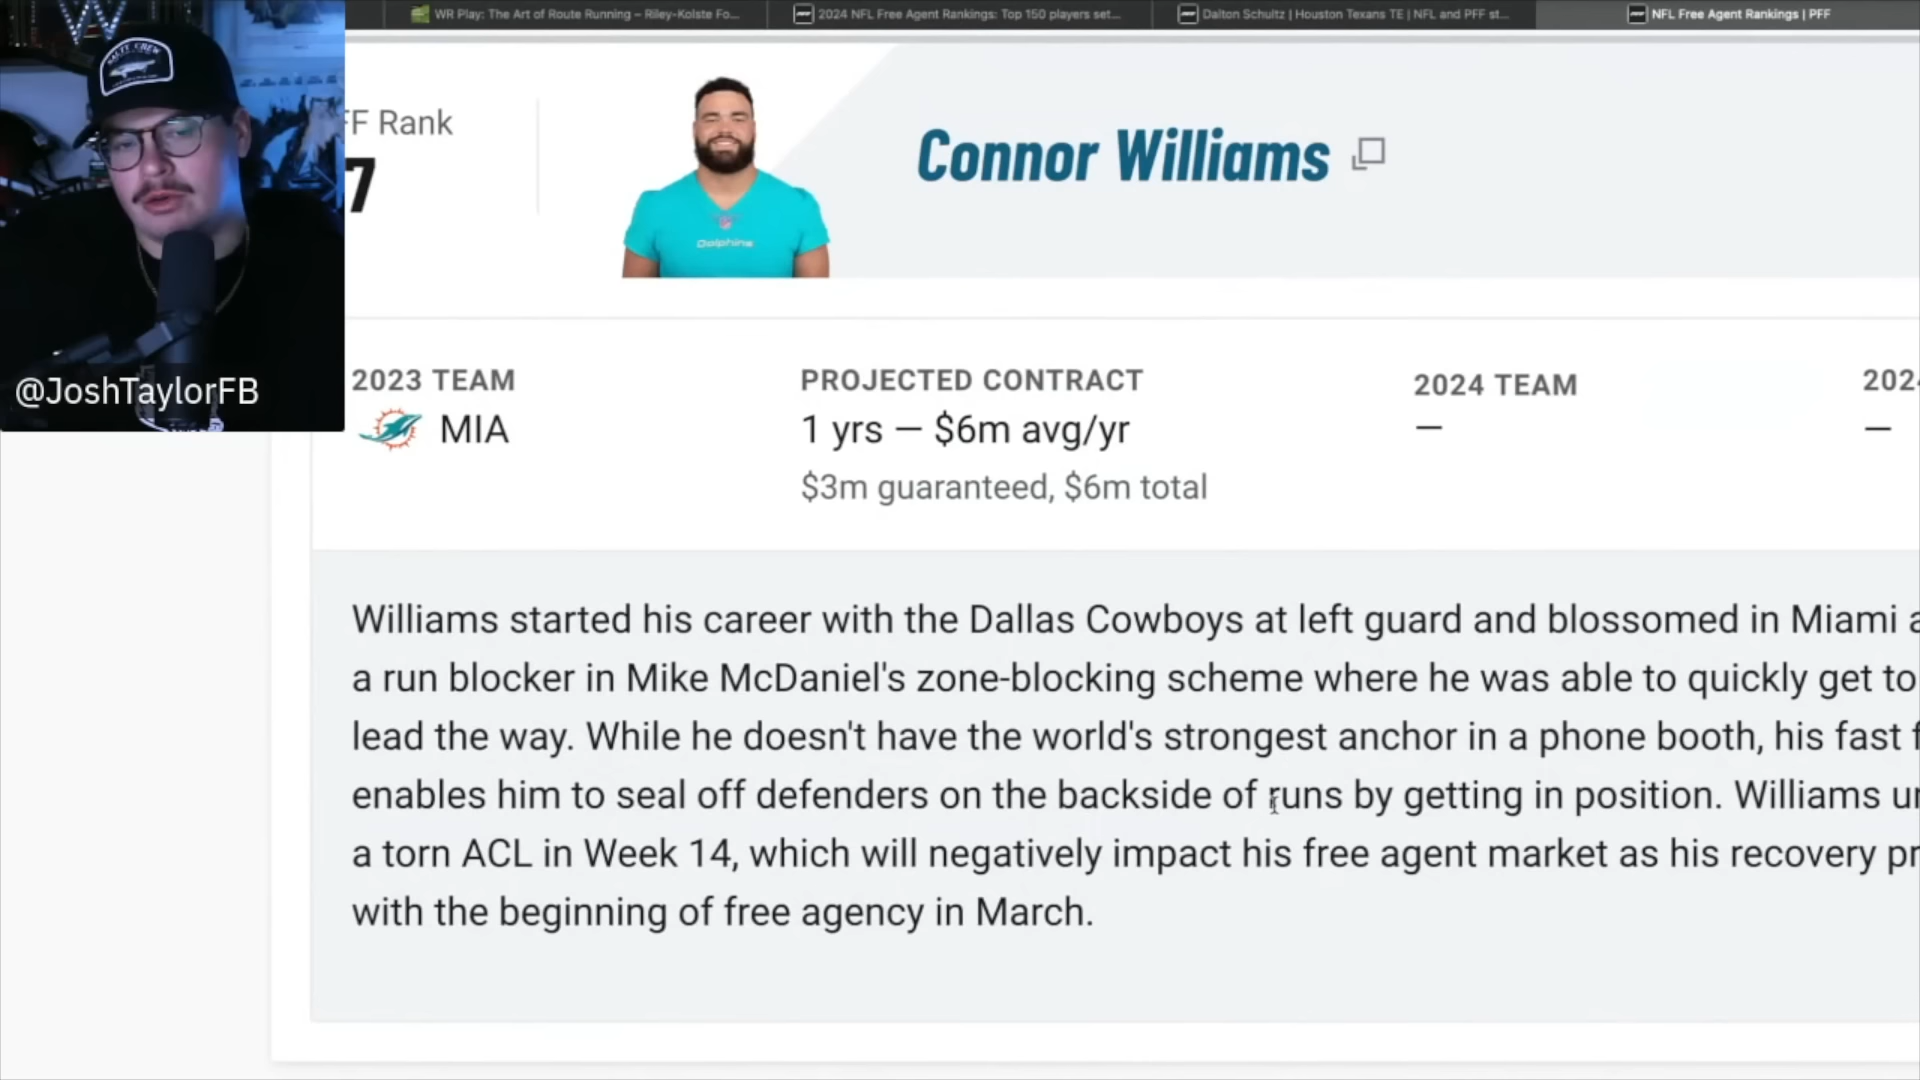 WR Play: The Art of Route Running – Riley-Kolste Fo...
2024 NFL Free Agent Rankings: Top 150 players set...
Dalton Schultz | Houston Texans TE | NFL and PFF st...
NFL Free Agent Rankings | PFF
SALTY CREW
FF Rank
7
Connor Williams
Dolphins
@JoshTaylorFB
2023 TEAM
MIA
PROJECTED CONTRACT
1 yrs — $6m avg/yr
$3m guaranteed, $6m total
2024 TEAM
—
202
—
Williams started his career with the Dallas Cowboys at left guard and blossomed in Miami a
a run blocker in Mike McDaniel's zone-blocking scheme where he was able to quickly get to
lead the way. While he doesn't have the world's strongest anchor in a phone booth, his fast f
enables him to seal off defenders on the backside of runs by getting in position. Williams un
a torn ACL in Week 14, which will negatively impact his free agent market as his recovery pr
with the beginning of free agency in March.